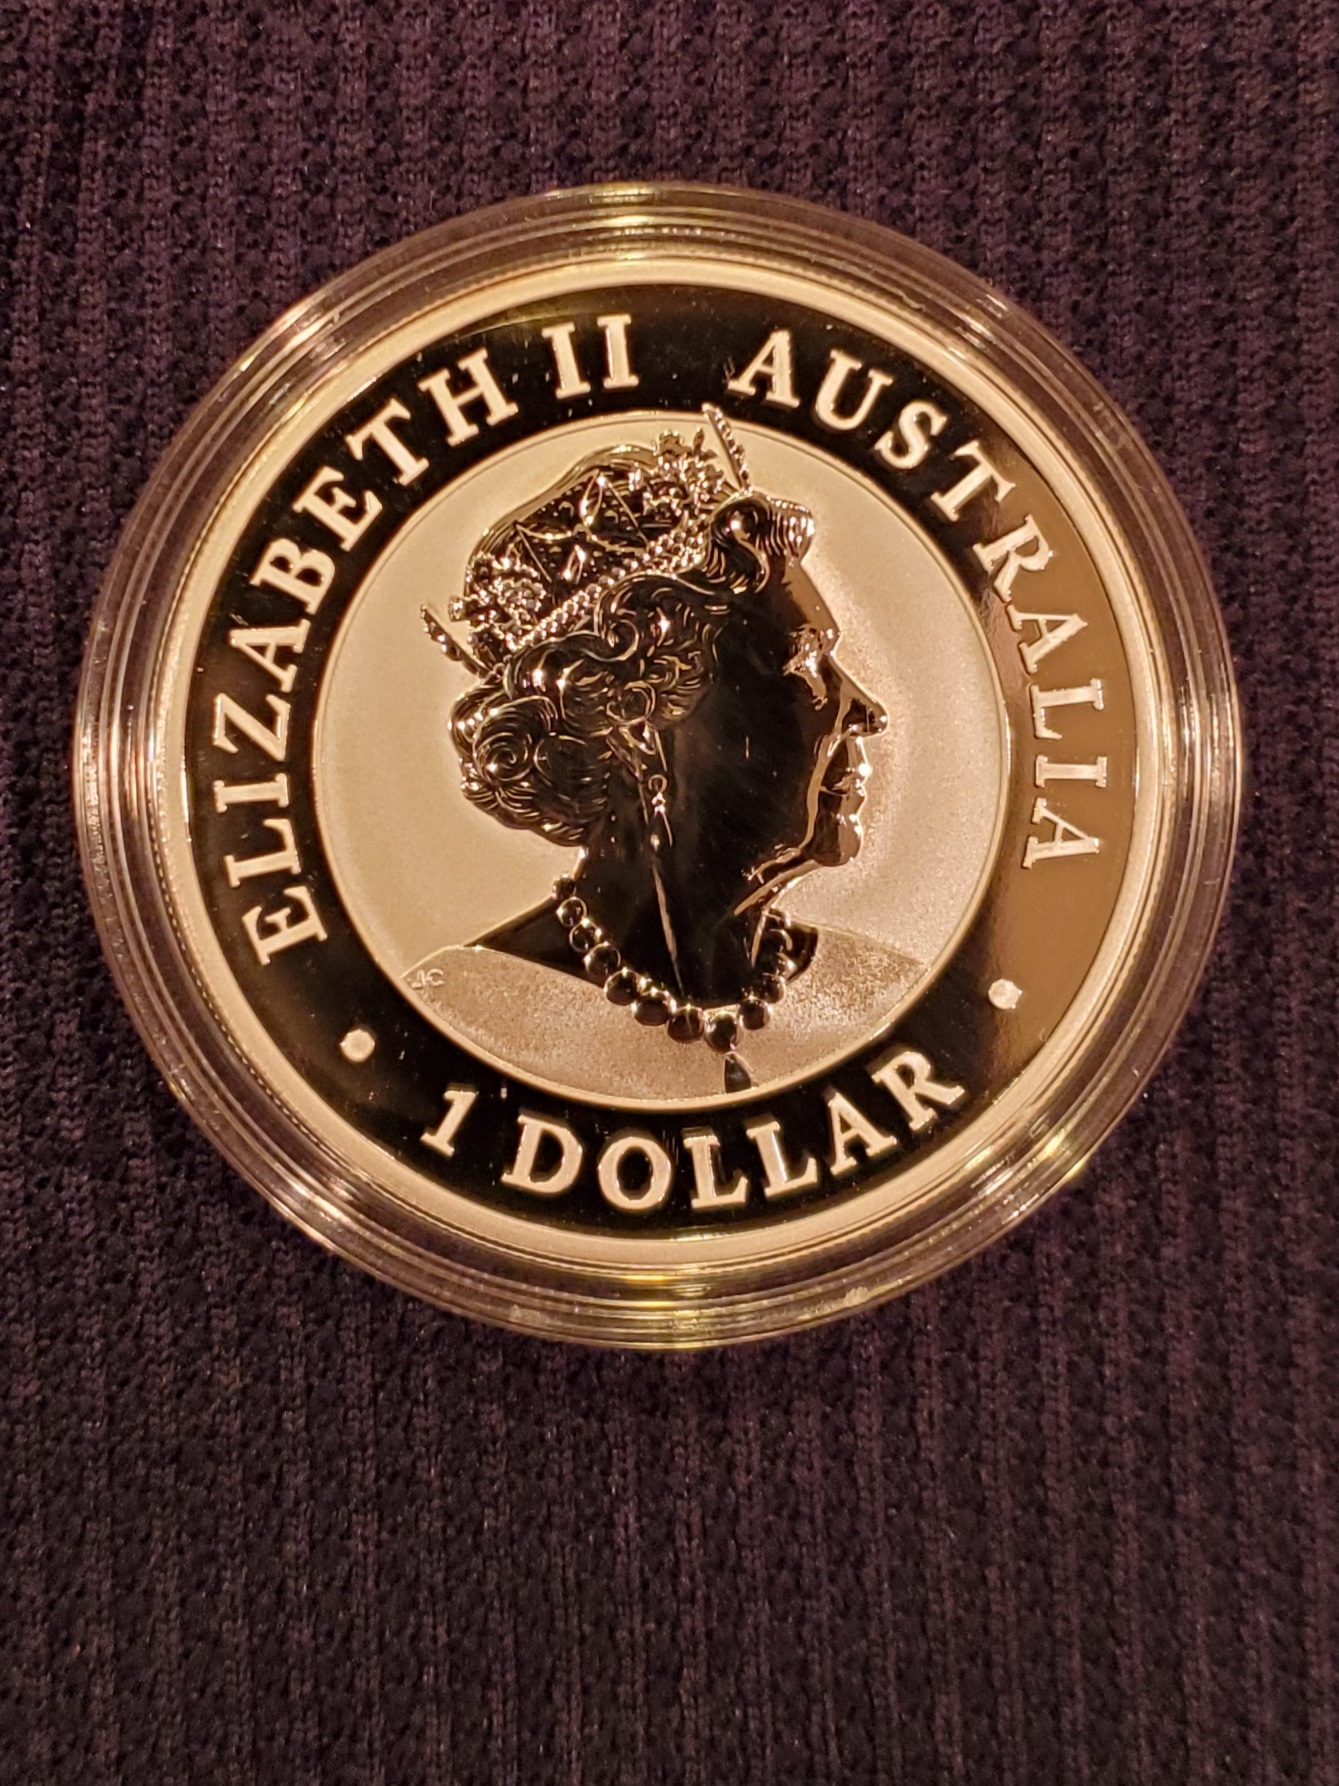 ELIZABETH II AUSTRALIA
JC
• 1 DOLLAR •